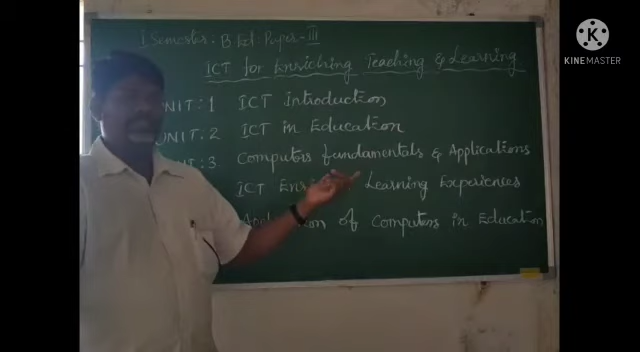 I Semester - B.Ed. Paper - III
ICT for Enriching Teaching & Learning
UNIT: 1 ICT Introduction
UNIT: 2 ICT in Education
: 3 Computers fundamentals & Applications
ICT Learning Experiences
of Computers in Education
KINEMASTER